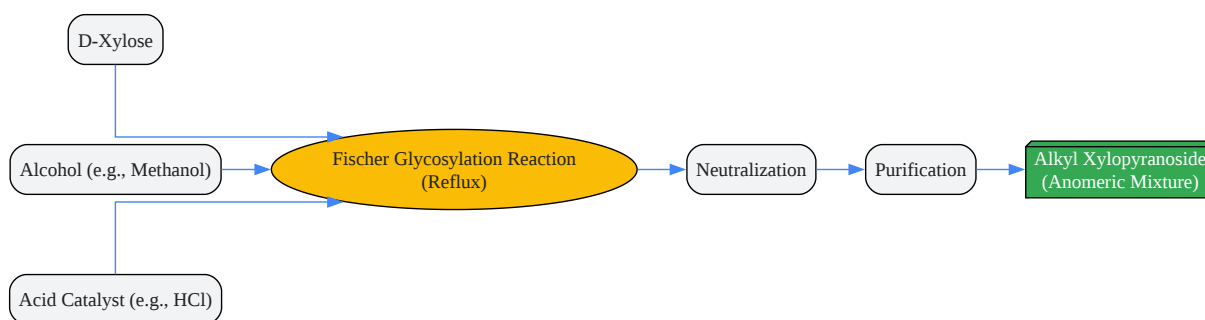 D-Xylose
Alcohol (e.g., Methanol)
Acid Catalyst (e.g., HCl)
Fischer Glycosylation Reaction
(Reflux)
Neutralization
Purification
Alkyl Xylopyranoside
(Anomeric Mixture)